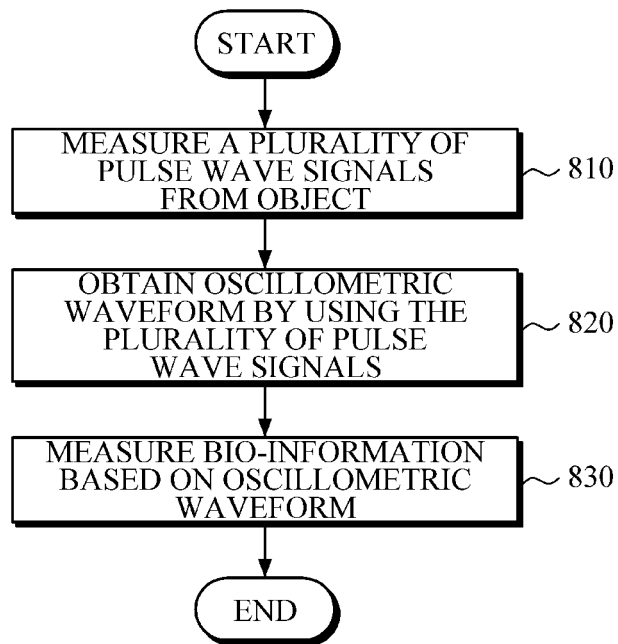 START
MEASURE A PLURALITY OF
PULSE WAVE SIGNALS
FROM OBJECT
810
OBTAIN OSCILLOMETRIC
WAVEFORM BY USING THE
PLURALITY OF PULSE
WAVE SIGNALS
820
MEASURE BIO-INFORMATION
BASED ON OSCILLOMETRIC
WAVEFORM
830
END